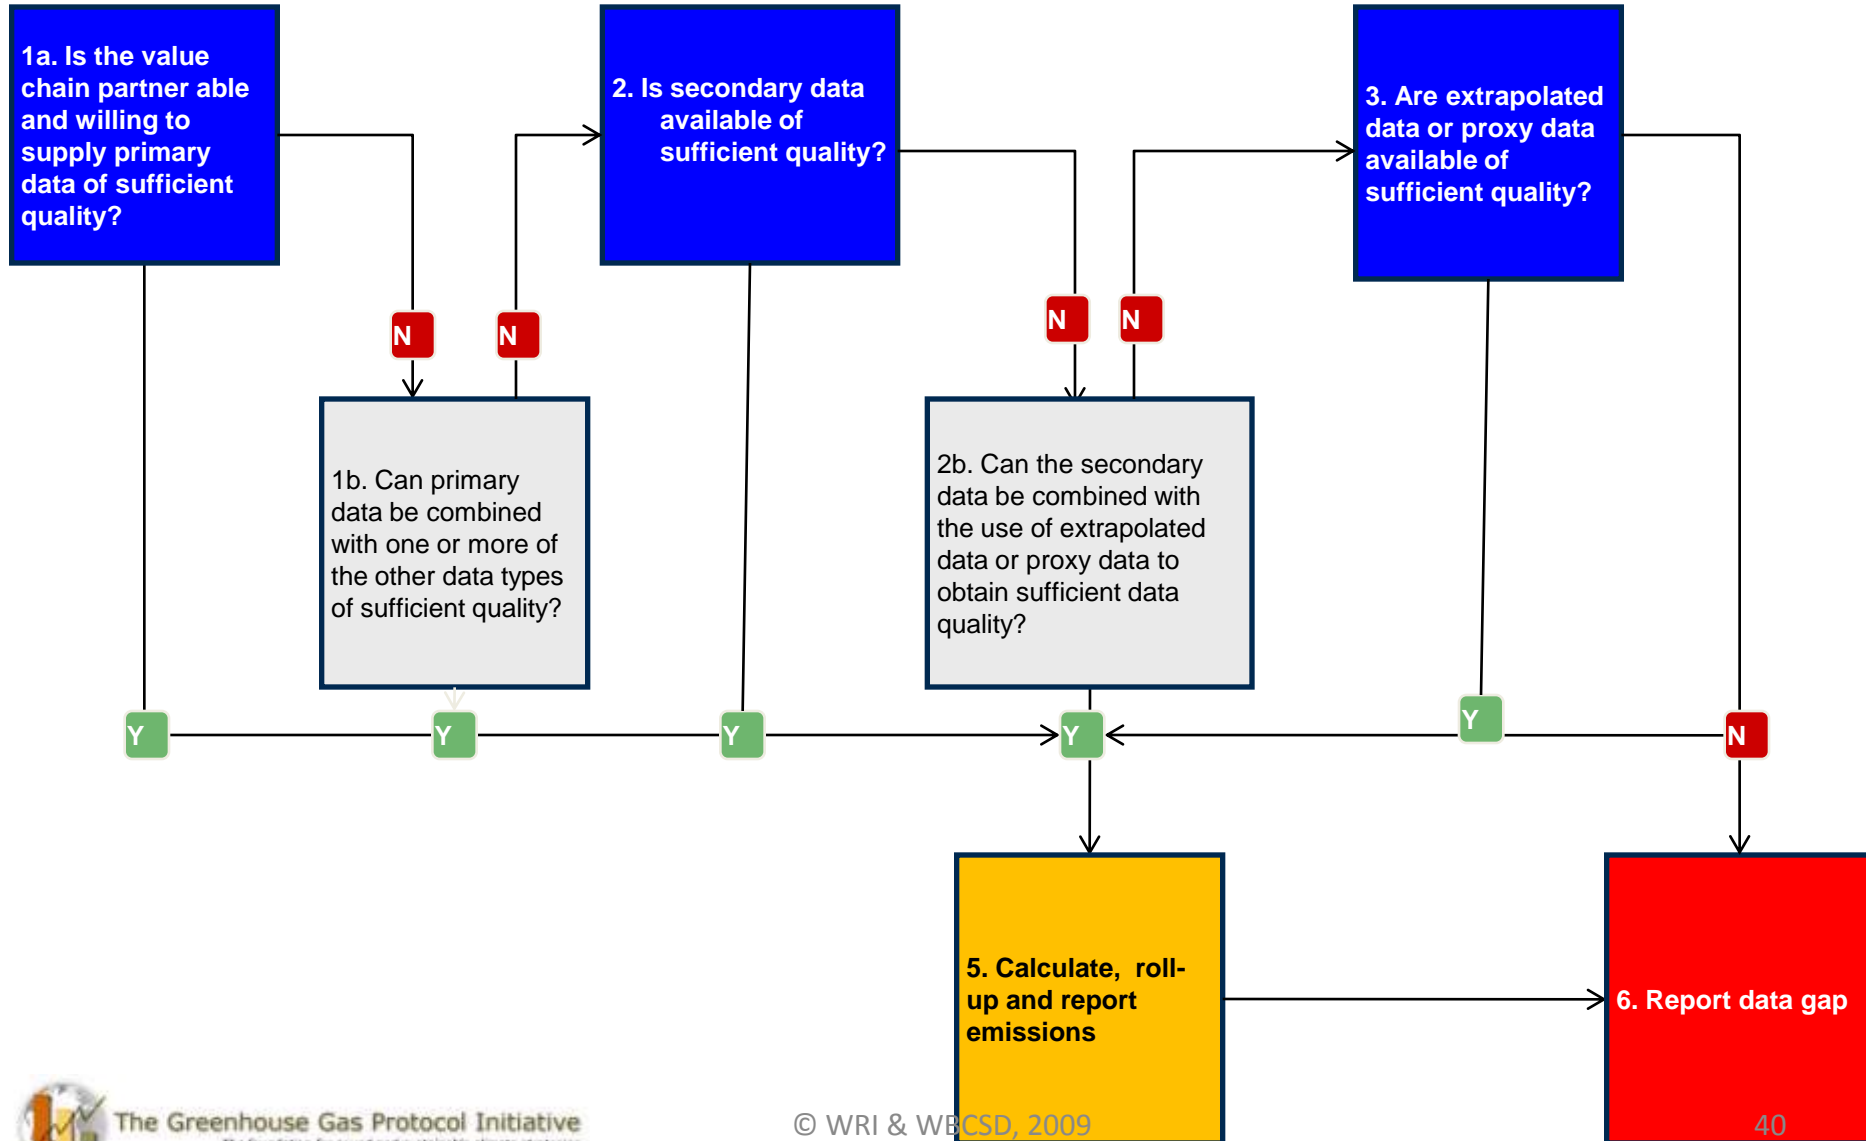 1a. Is the value
chain partner able
and willing to
supply primary
data of sufficient
quality?
2. Is secondary data
available of
sufficient quality?
3. Are extrapolated
data or proxy data
available of
sufficient quality?
N
N
N
N
1b. Can primary
data be combined
with one or more of
the other data types
of sufficient quality?
2b. Can the secondary
data be combined with
the use of extrapolated
data or proxy data to
obtain sufficient data
quality?
Y
Y
Y
Y
Y
N
5. Calculate, roll-
up and report
emissions
6. Report data gap
The Greenhouse Gas Protocol Initiative
© WRI & WBCSD, 2009
40